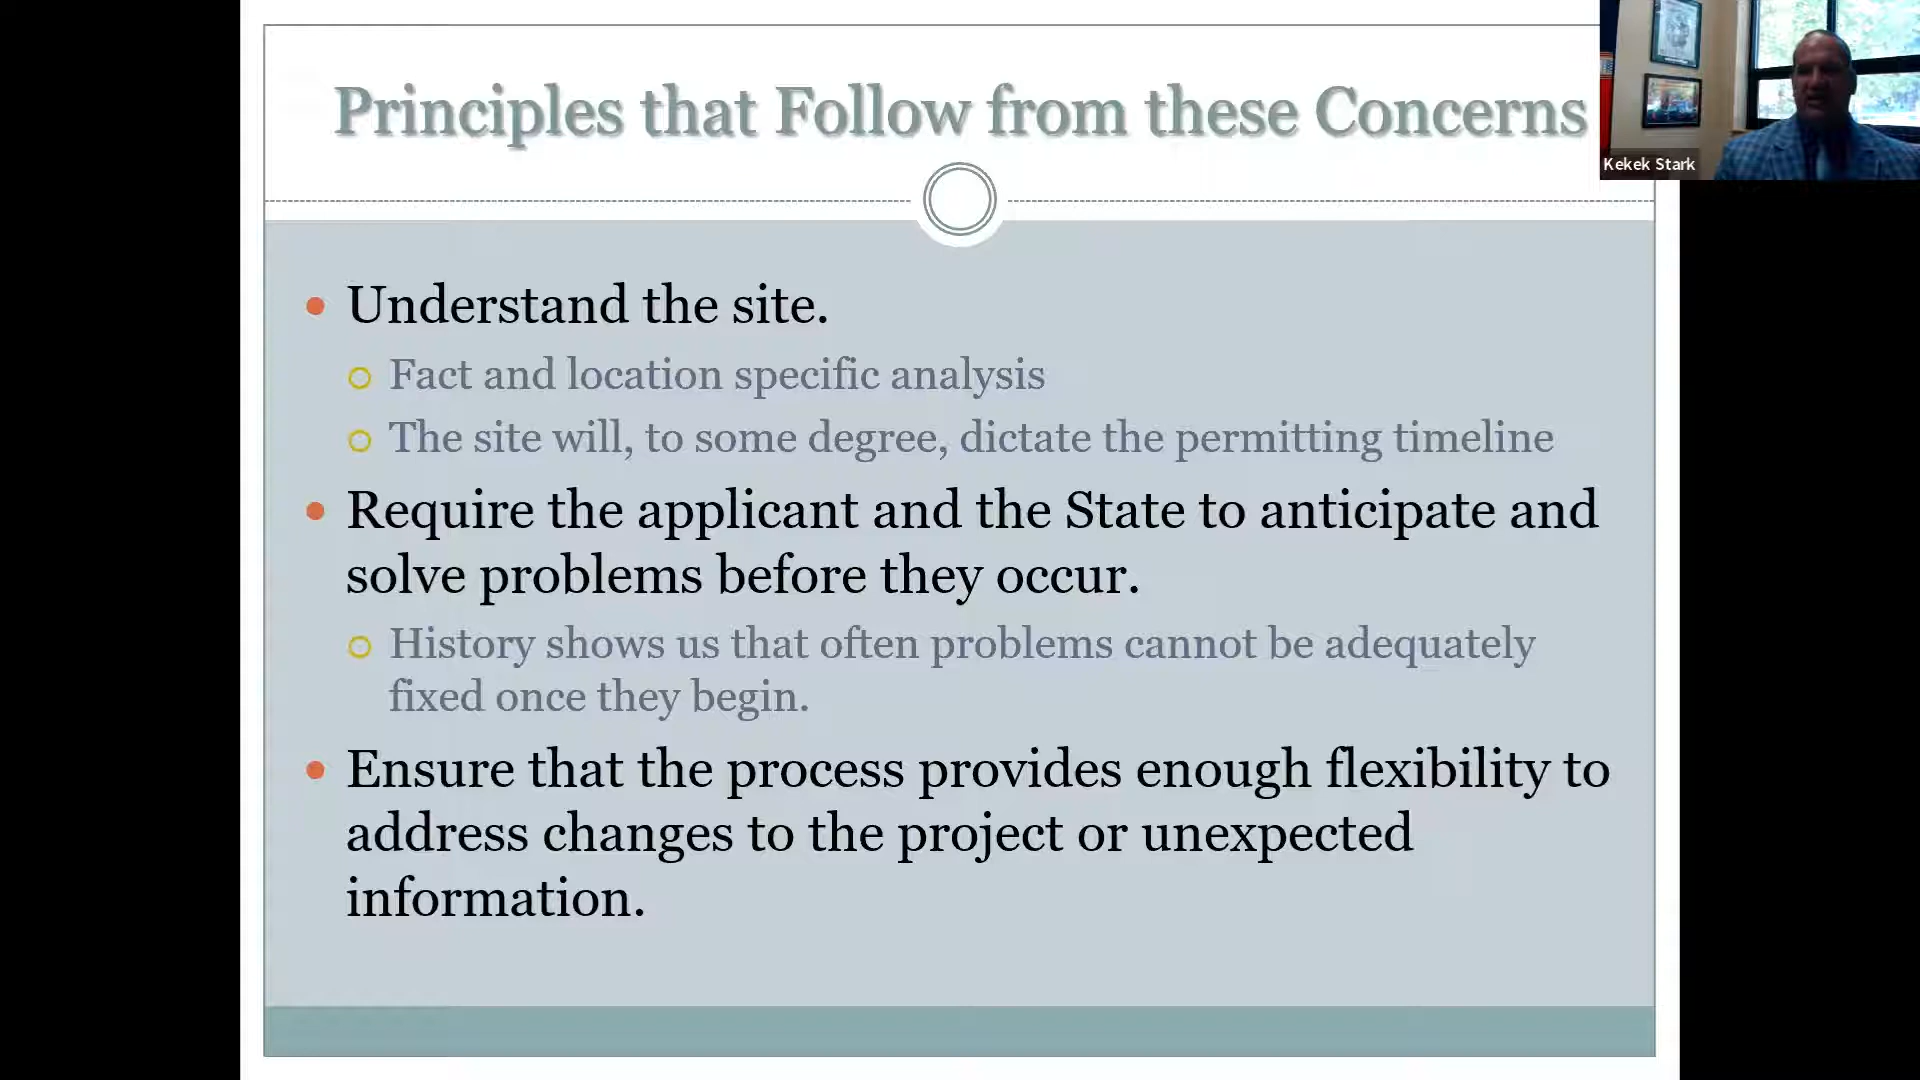 Principles that Follow from these Concerns
Kekek Stark
Understand the site.
Fact and location specific analysis
The site will, to some degree, dictate the permitting timeline
Require the applicant and the State to anticipate and
solve problems before they occur.
History shows us that often problems cannot be adequately
fixed once they begin.
Ensure that the process provides enough flexibility to
address changes to the project or unexpected
information.